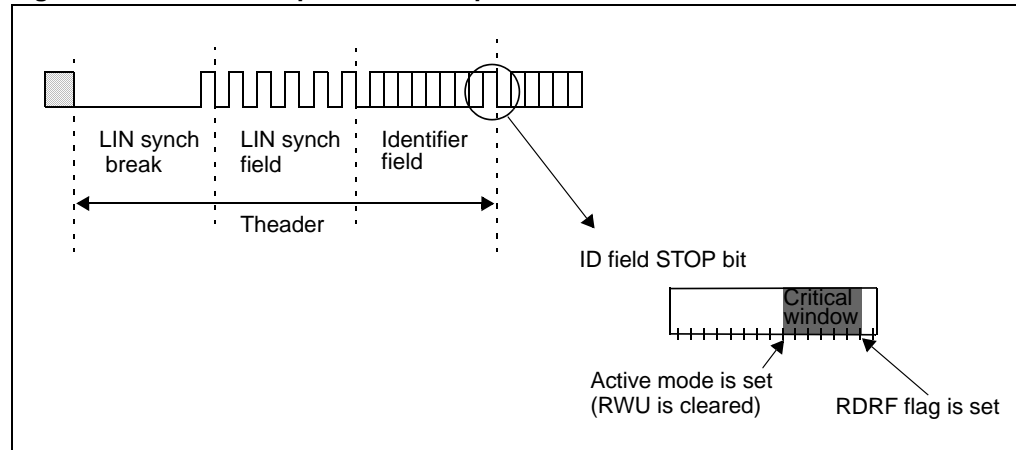 LIN synch
break
LIN synch
field
Identifier
field
Theader
ID field STOP bit
Critical
window
Active mode is set
(RWU is cleared)
RDRF flag is set